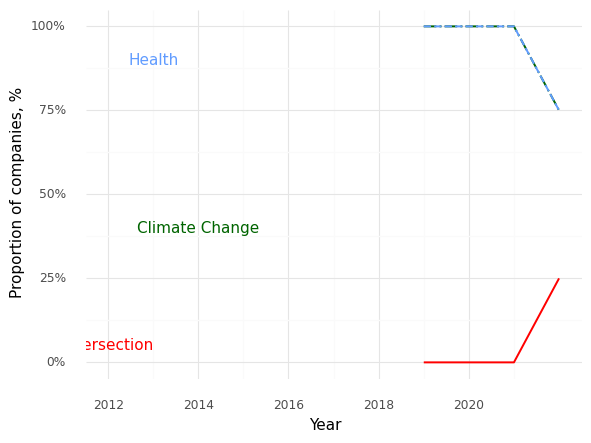 100%
Health
75%
Proportion of companies, %
50%
Climate Change
25%
ersection
0%
2012 2014 2016 2018 2020
Year